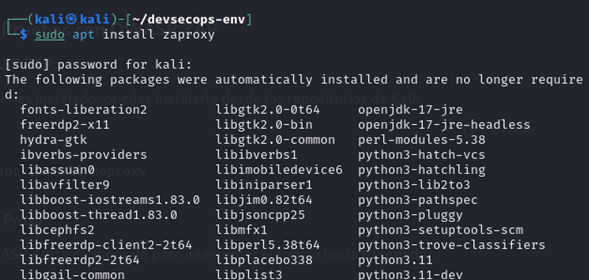 ┌──(kali㉿kali)-[~/devsecops-env]
└─$ sudo apt install zaproxy
[sudo] password for kali:
The following packages were automatically installed and are no longer require
d:
fonts-liberation2 libgtk2.0-0t64 openjdk-17-jre
freerdp2-x11 libgtk2.0-bin openjdk-17-jre-headless
hydra-gtk libgtk2.0-common perl-modules-5.38
ibverbs-providers libibverbs1 python3-hatch-vcs
libassuan0 libimobiledevice6 python3-hatchling
libavfilter9 libiniparser1 python3-lib2to3
libboost-iostreams1.83.0 libjim0.82t64 python3-pathspec
libboost-thread1.83.0 libjsoncpp25 python3-pluggy
libcephfs2 libmfx1 python3-setuptools-scm
libfreerdp-client2-2t64 libperl5.38t64 python3-trove-classifiers
libfreerdp2-2t64 libplacebo338 python3.11
libgail-common libplist3 python3.11-dev